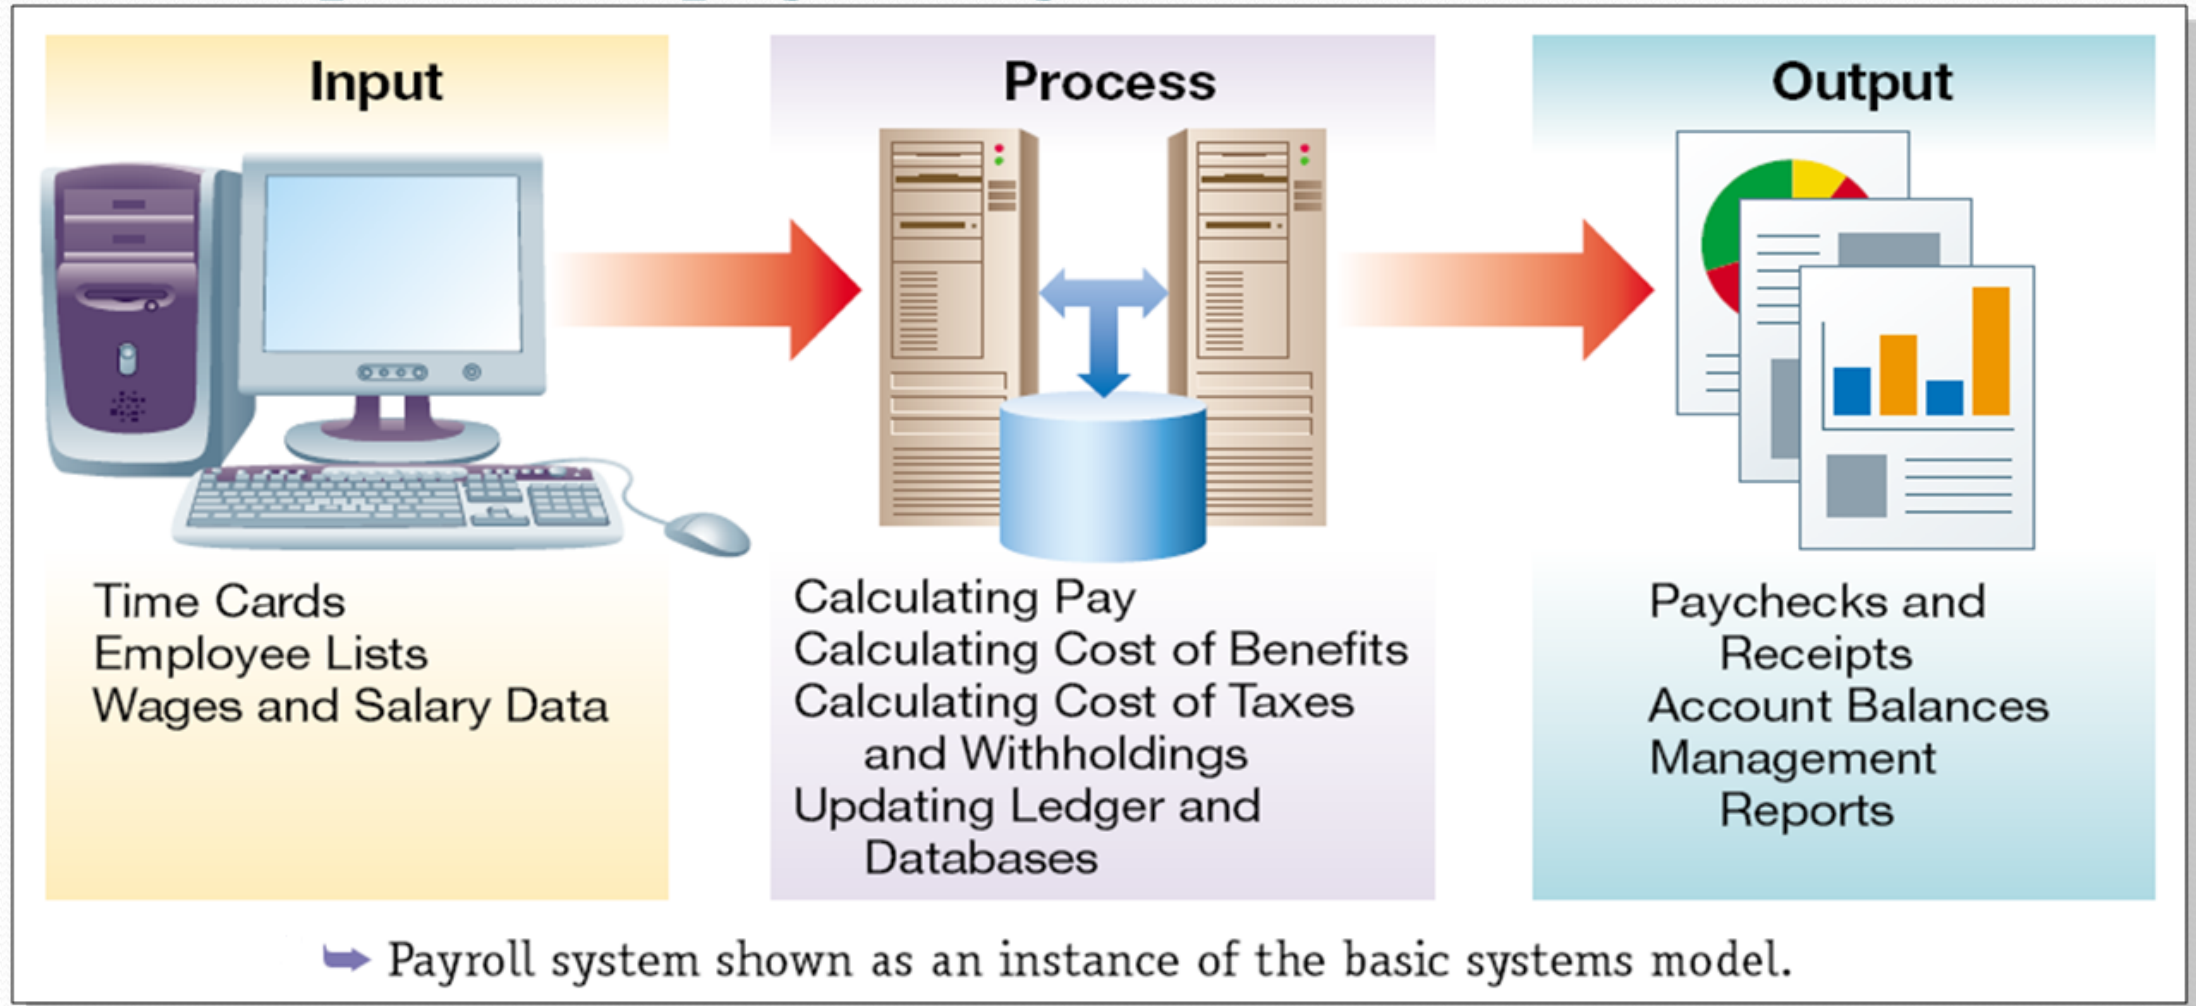 Input
Time Cards
Employee Lists
Wages and Salary Data
Process
Calculating Pay
Calculating Cost of Benefits
Calculating Cost of Taxes
and Withholdings
Updating Ledger and
Databases
Output
Paychecks and
Receipts
Account Balances
Management
Reports
Payroll system shown as an instance of the basic systems model.